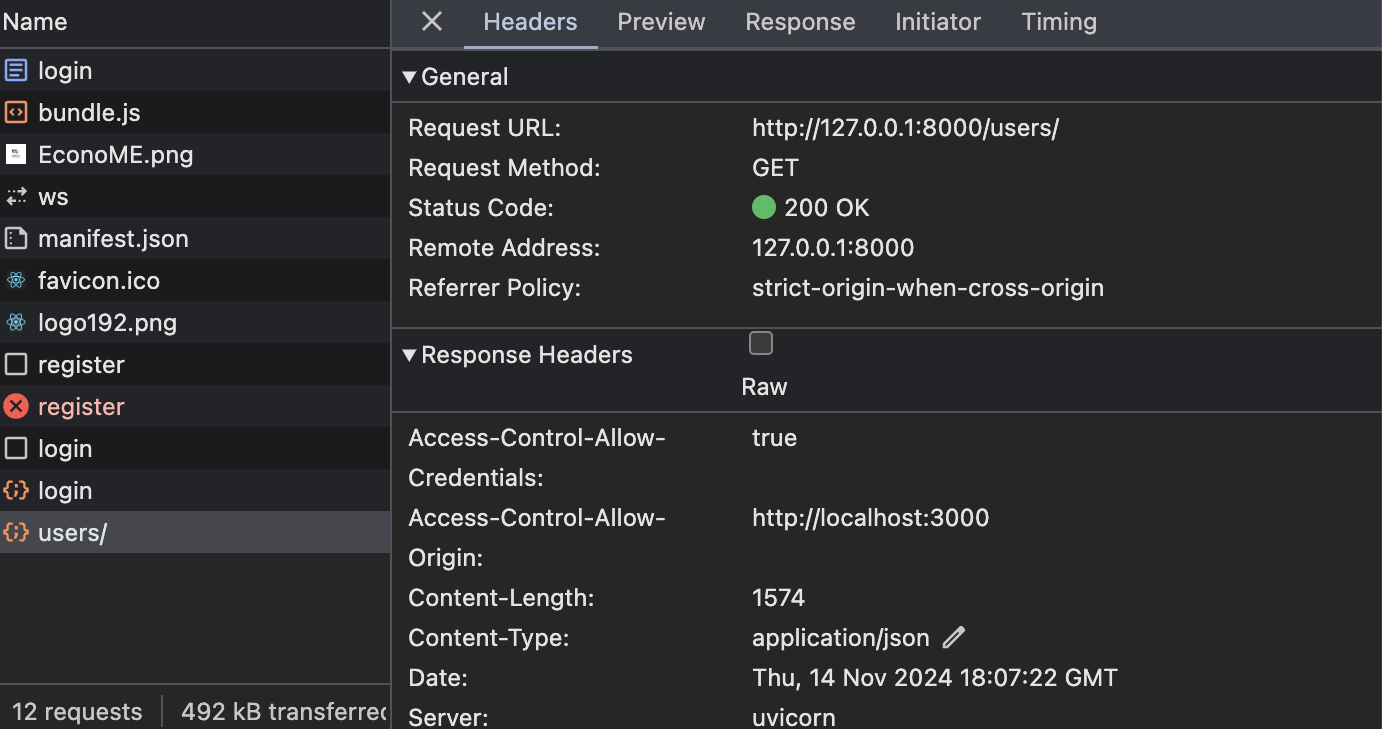 Name
login
bundle.js
EconoME.png
ws
manifest.json
favicon.ico
logo192.png
register
register
login
login
users/
12 requests
492 kB transferred
Headers
Preview
Response
Initiator
Timing
General
Request URL: http://127.0.0.1:8000/users/
Request Method: GET
Status Code: 200 OK
Remote Address: 127.0.0.1:8000
Referrer Policy: strict-origin-when-cross-origin
Response Headers
Raw
Access-Control-Allow- true
Credentials:
Access-Control-Allow- http://localhost:3000
Origin:
Content-Length: 1574
Content-Type: application/json
Date: Thu, 14 Nov 2024 18:07:22 GMT
Server: uvicorn